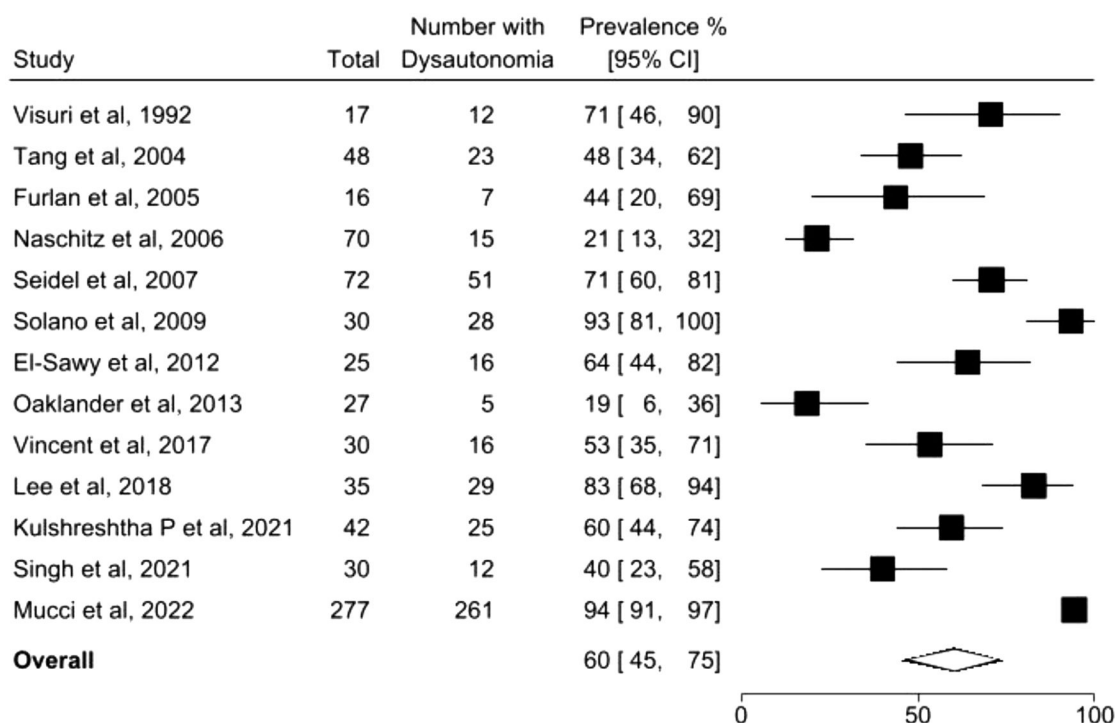 Number with Prevalence %
Study Total Dysautonomia [95% CI]
Visuri et al, 1992 17 12 71 [ 46, 90]
Tang et al, 2004 48 23 48 [ 34, 62]
Furlan et al, 2005 16 7 44 [ 20, 69]
Naschitz et al, 2006 70 15 21 [ 13, 32]
Seidel et al, 2007 72 51 71 [ 60, 81]
Solano et al, 2009 30 28 93 [ 81, 100]
El-Sawy et al, 2012 25 16 64 [ 44, 82]
Oaklander et al, 2013 27 5 19 [ 6, 36]
Vincent et al, 2017 30 16 53 [ 35, 71]
Lee et al, 2018 35 29 83 [ 68, 94]
Kulshreshtha P et al, 2021 42 25 60 [ 44, 74]
Singh et al, 2021 30 12 40 [ 23, 58]
Mucci et al, 2022 277 261 94 [ 91, 97]
Overall 60 [ 45, 75]
0 50 100